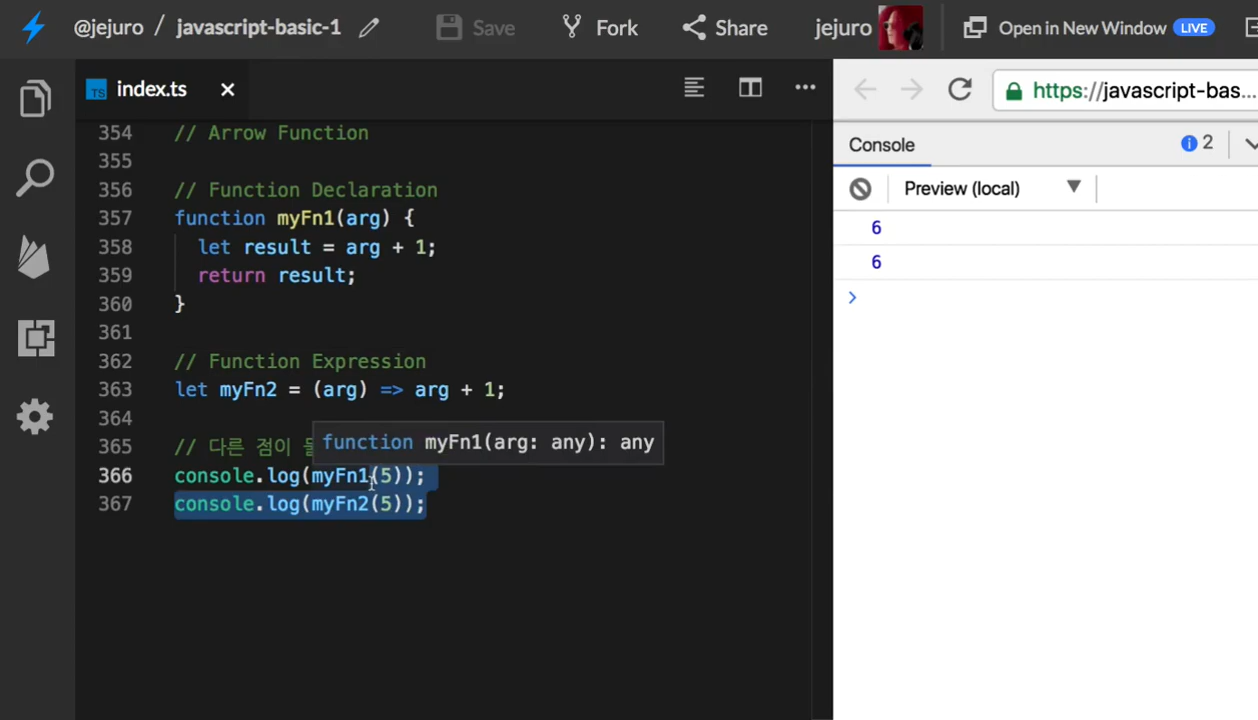 @jejuro / javascript-basic-1
Save
Fork
Share
jejuro
Open in New Window LIVE
TS index.ts
https://javascript-bas...
Console
2
Preview (local)
6
6
354 // Arrow Function
355
356 // Function Declaration
357 function myFn1(arg) {
358 let result = arg + 1;
359 return result;
360 }
361
362 // Function Expression
363 let myFn2 = (arg) => arg + 1;
364
365 // 다른 점이
function myFn1(arg: any): any
366 console.log(myFn1(5));
367 console.log(myFn2(5));